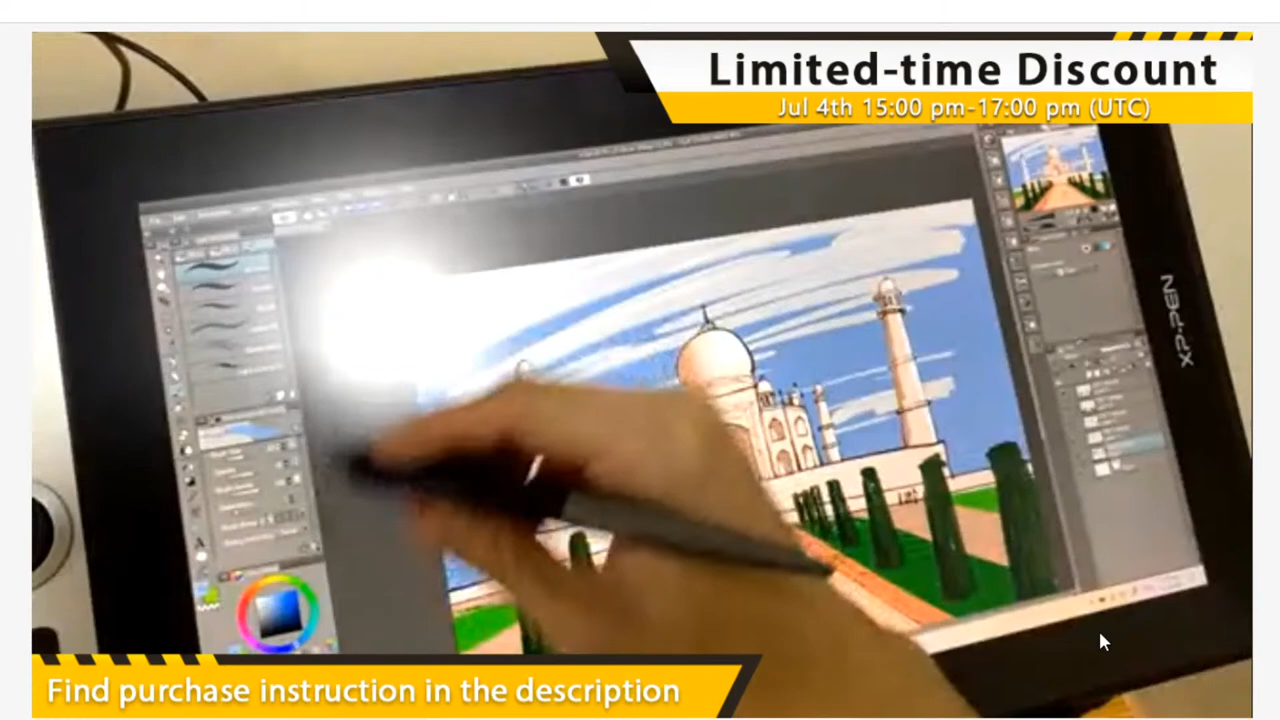 Limited-time Discount
Jul 4th 15:00 pm-17:00 pm (UTC)
XP-PEN
Find purchase instruction in the description